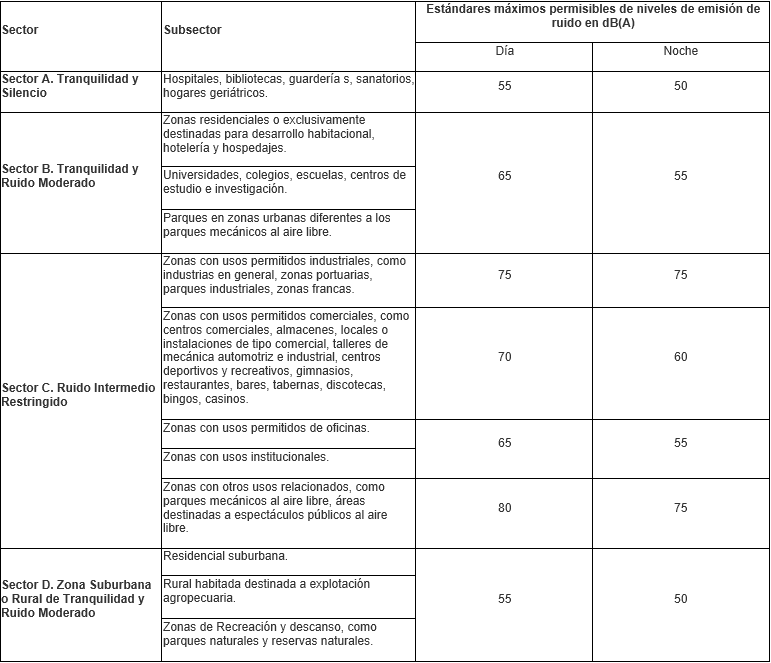 Sector
Subsector
Estándares máximos permisibles de niveles de emisión de
ruido en dB(A)
Día
Noche
Sector A. Tranquilidad y
Silencio
Hospitales, bibliotecas, guardería s, sanatorios,
hogares geriátricos.
55
50
Sector B. Tranquilidad y
Ruido Moderado
Zonas residenciales o exclusivamente
destinadas para desarrollo habitacional,
hotelería y hospedajes.
Universidades, colegios, escuelas, centros de
estudio e investigación.
Parques en zonas urbanas diferentes a los
parques mecánicos al aire libre.
65
55
Sector C. Ruido Intermedio
Restringido
Zonas con usos permitidos industriales, como
industrias en general, zonas portuarias,
parques industriales, zonas francas.
75
75
Zonas con usos permitidos comerciales, como
centros comerciales, almacenes, locales o
instalaciones de tipo comercial, talleres de
mecánica automotriz e industrial, centros
deportivos y recreativos, gimnasios,
restaurantes, bares, tabernas, discotecas,
bingos, casinos.
70
60
Zonas con usos permitidos de oficinas.
Zonas con usos institucionales.
65
55
Zonas con otros usos relacionados, como
parques mecánicos al aire libre, áreas
destinadas a espectáculos públicos al aire
libre.
80
75
Sector D. Zona Suburbana
o Rural de Tranquilidad y
Ruido Moderado
Residencial suburbana.
Rural habitada destinada a explotación
agropecuaria.
Zonas de Recreación y descanso, como
parques naturales y reservas naturales.
55
50